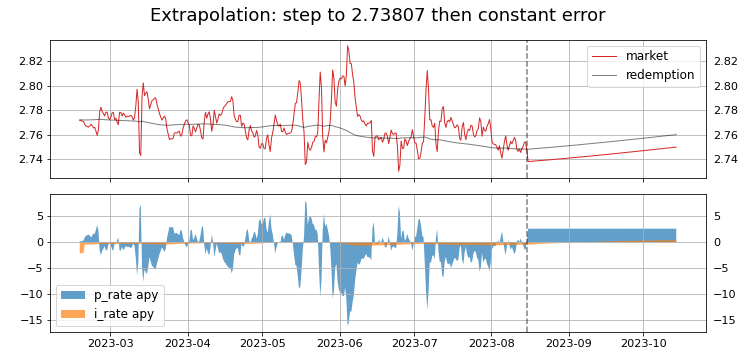 Extrapolation: step to 2.73807 then constant error
2.82 2.82
2.80 2.80
2.78 2.78
2.76 2.76
2.74 2.74
market
redemption
5 5
0 0
−5 −5
−10 −10
−15 −15
p_rate apy
i_rate apy
2023-03 2023-04 2023-05 2023-06 2023-07 2023-08 2023-09 2023-10